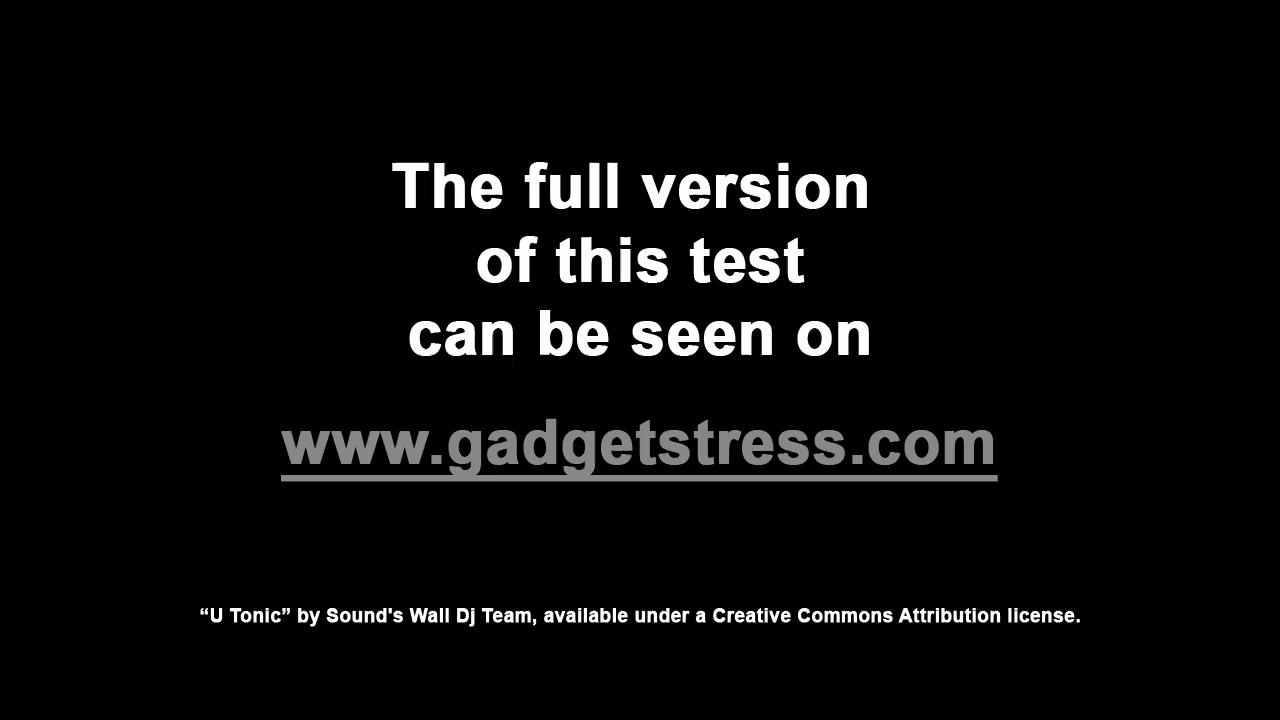 The full version
of this test
can be seen on
www.gadgetstress.com
“U Tonic” by Sound's Wall Dj Team, available under a Creative Commons Attribution license.